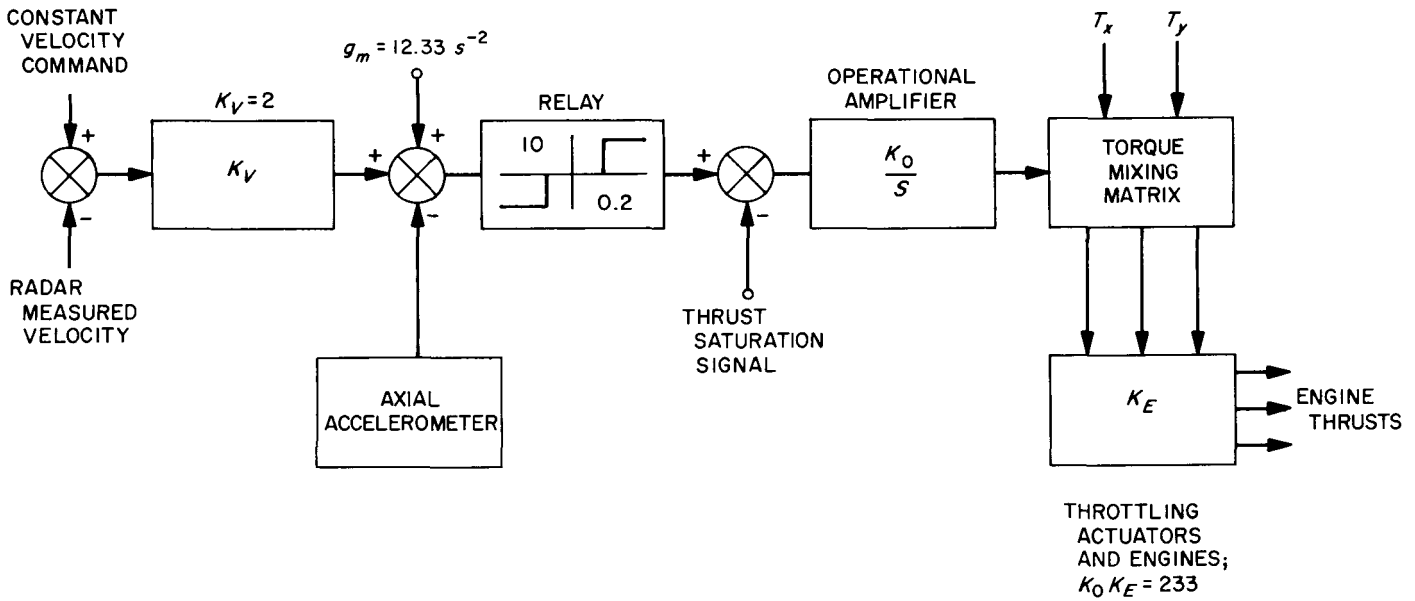 CONSTANT
VELOCITY
COMMAND
+
-
RADAR
MEASURED
VELOCITY
K_V = 2
K_V
g_m = 12.33 s^-2
+
+
-
AXIAL
ACCELEROMETER
RELAY
10
0.2
+
-
THRUST
SATURATION
SIGNAL
OPERATIONAL
AMPLIFIER
K_O
S
T_x
T_y
TORQUE
MIXING
MATRIX
K_E
ENGINE
THRUSTS
THROTTLING
ACTUATORS
AND ENGINES;
K_O K_E = 233